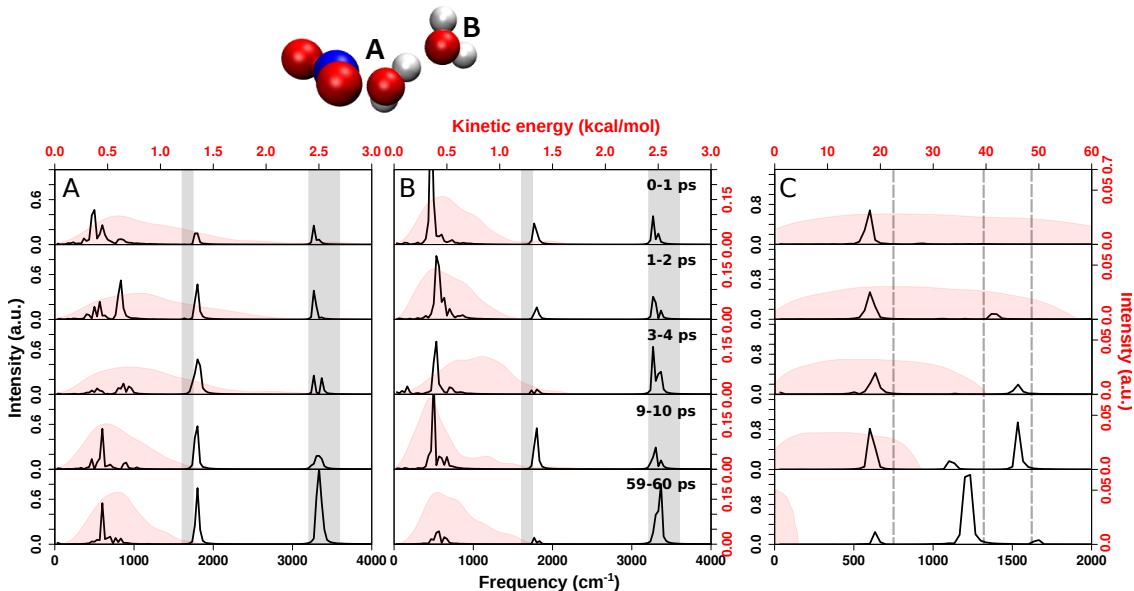 A
B
Kinetic energy (kcal/mol)
0.0 0.5 1.0 1.5 2.0 2.5 3.0
0.0 0.5 1.0 1.5 2.0 2.5 3.0
0 10 20 30 40 50 60
A
B
C
0-1 ps
1-2 ps
3-4 ps
9-10 ps
59-60 ps
Intensity (a.u.)
0.0 0.6
0.0 0.6
0.0 0.6
0.0 0.6
0.0 0.6
0.00 0.15
0.00 0.15
0.00 0.15
0.00 0.15
0.00 0.15
0.0 0.8
0.0 0.8
0.0 0.8
0.0 0.8
0.0 0.8
0.0 0.05 0.7
0.0 0.05
0.0 0.05
0.0 0.05
0.0 0.05
Intensity (a.u.)
0 1000 2000 3000 4000
0 1000 2000 3000 4000
0 500 1000 1500 2000
Frequency (cm⁻¹)